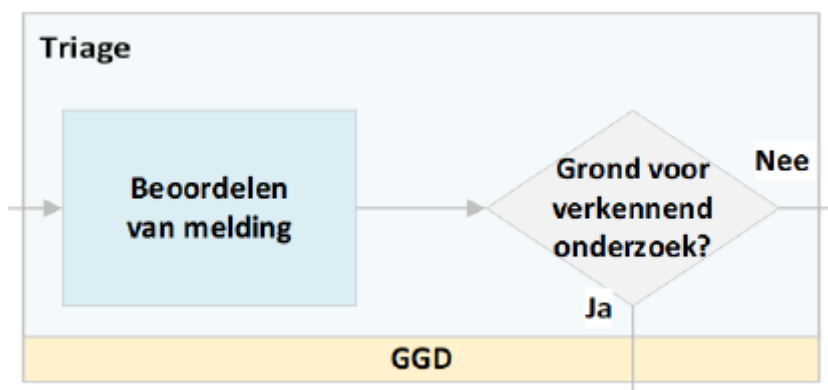 Triage
Beoordelen
van melding
Grond voor
verkennend
onderzoek?
Nee
Ja
GGD